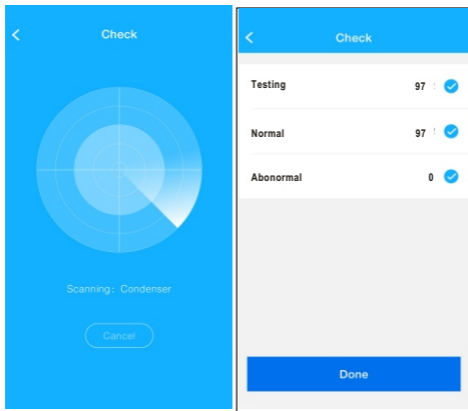 Check
Scanning: Condenser
Cancel
Check
Testing 97
Normal 97
Abonormal 0
Done